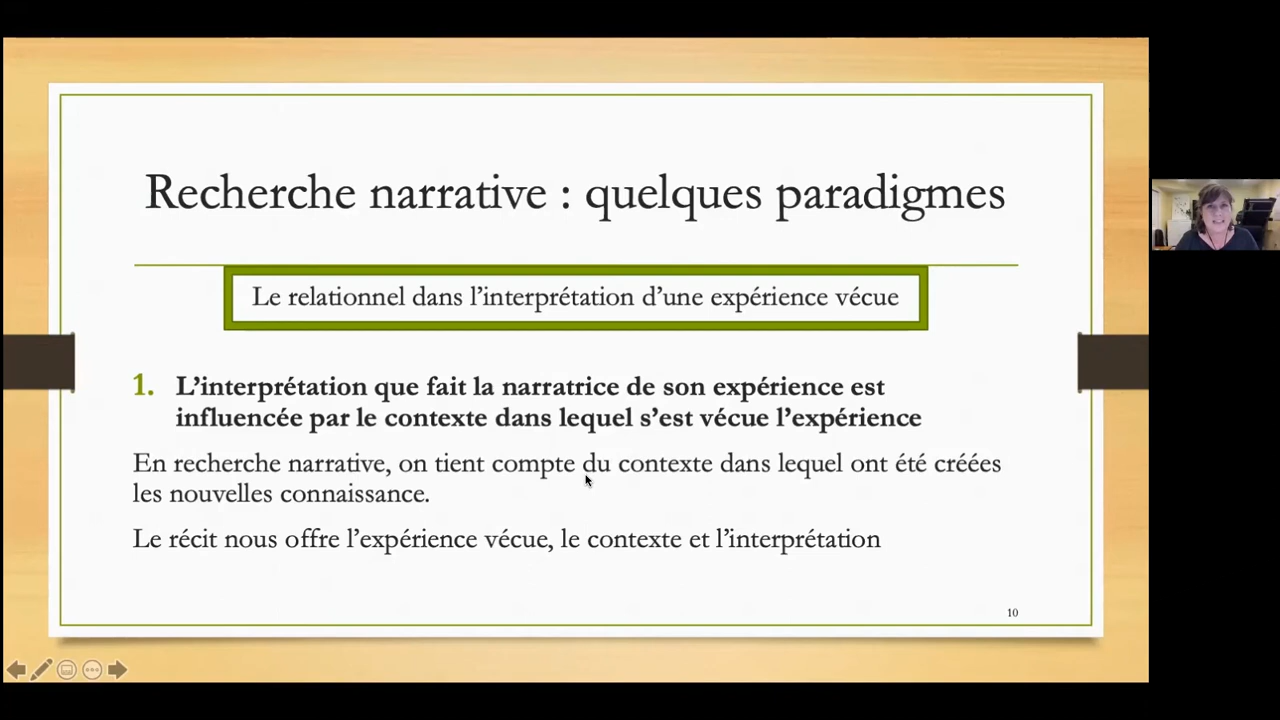 Recherche narrative : quelques paradigmes
Le relationnel dans l’interprétation d’une expérience vécue
1. L’interprétation que fait la narratrice de son expérience est
influencée par le contexte dans lequel s’est vécue l’expérience
En recherche narrative, on tient compte du contexte dans lequel ont été créées
les nouvelles connaissance.
Le récit nous offre l’expérience vécue, le contexte et l’interprétation
10